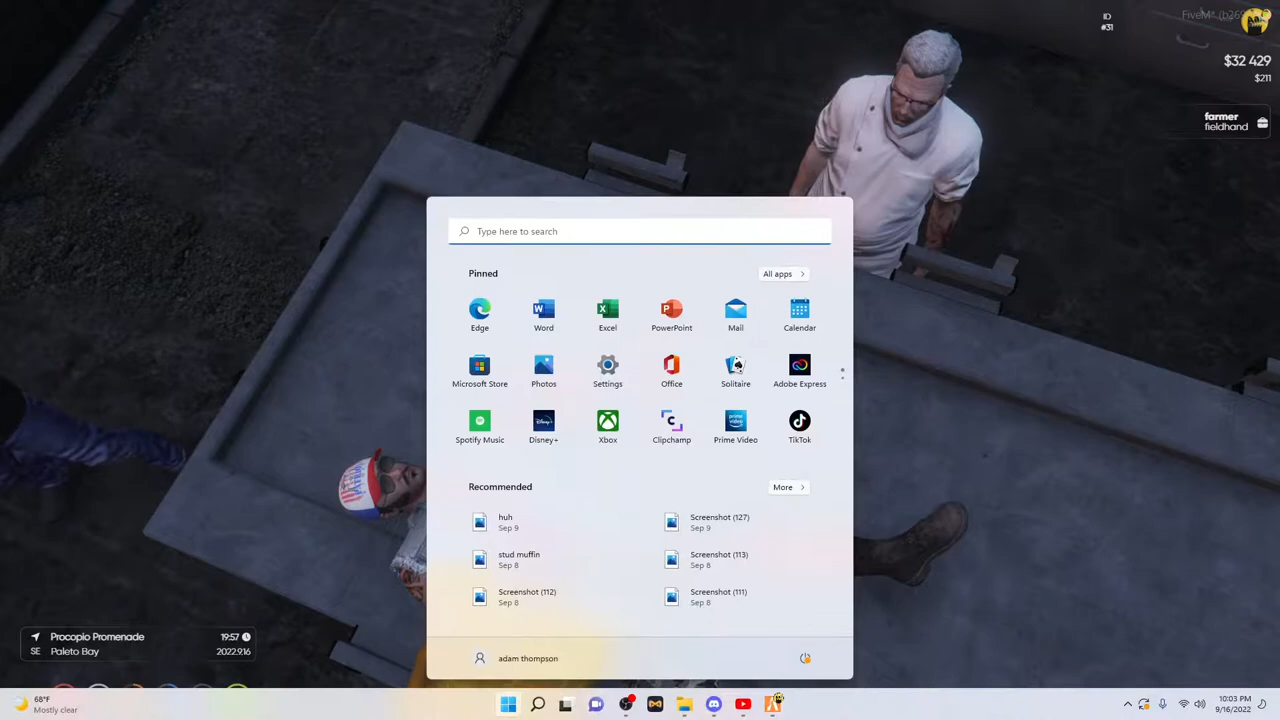 ID
#31
FiveM* (b26
$32 429
$211
farmer
fieldhand
Type here to search
Pinned
All apps
Edge
Word
Excel
PowerPoint
Mail
Calendar
Microsoft Store
Photos
Settings
Office
Solitaire
Adobe Express
Spotify Music
Disney+
Xbox
Clipchamp
Prime Video
TikTok
Recommended
More
huh
Sep 9
Screenshot (127)
Sep 9
stud muffin
Sep 8
Screenshot (113)
Sep 8
Screenshot (112)
Sep 8
Screenshot (111)
Sep 8
adam thompson
Procopio Promenade
19:57
SE
Paleto Bay
2022.9.16
68°F
Mostly clear
10:03 PM
9/16/2022